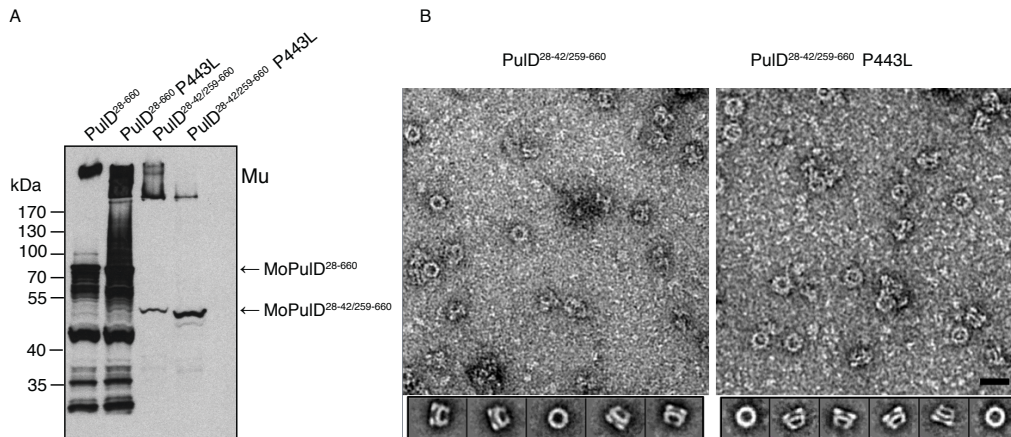 A
PulD28-660
PulD28-660 P443L
PulD28-42/259-660
PulD28-42/259-660 P443L
kDa
Mu
170
130
100
70
55
40
35
← MoPulD28-660
← MoPulD28-42/259-660
B
PulD28-42/259-660
PulD28-42/259-660 P443L